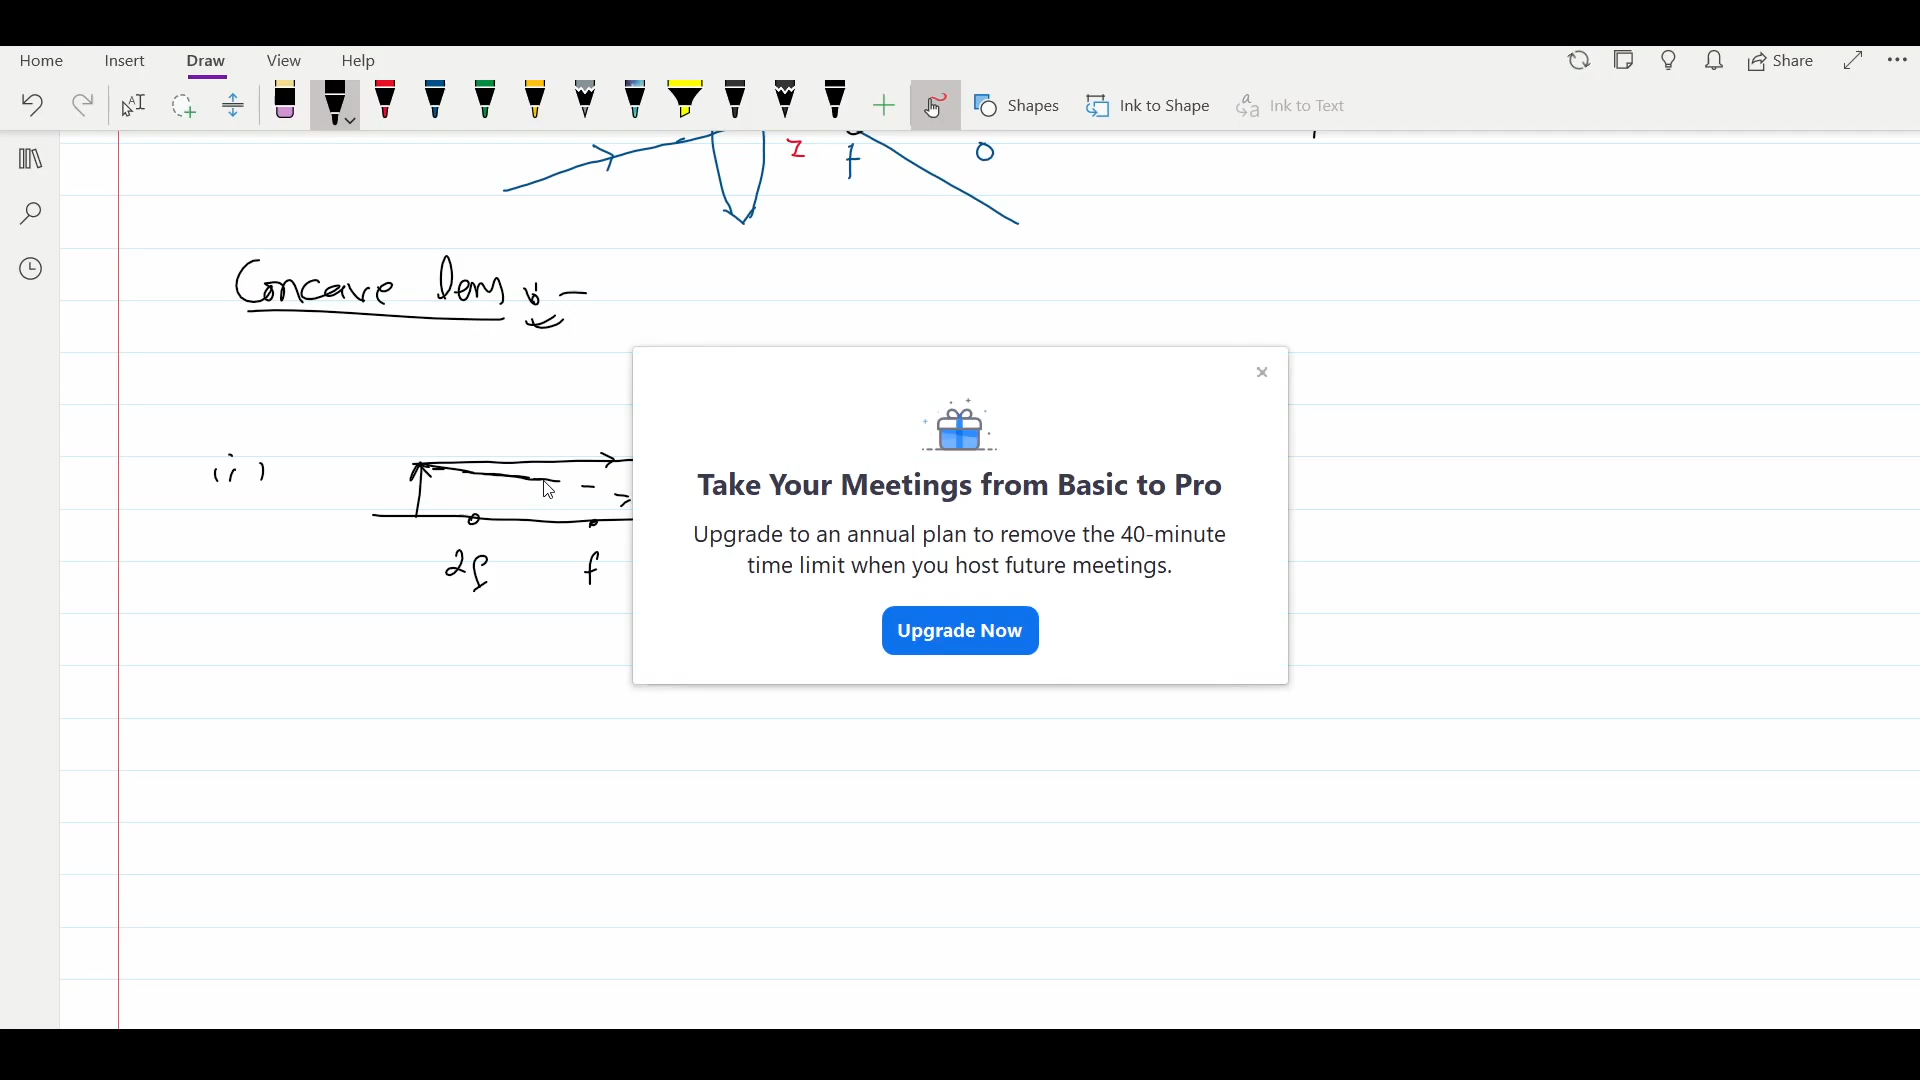 Home Insert Draw View Help Share
Shapes Ink to Shape Ink to Text
I f O
Concave lens :-
(i)
2f f
Take Your Meetings from Basic to Pro
Upgrade to an annual plan to remove the 40-minute
time limit when you host future meetings.
Upgrade Now